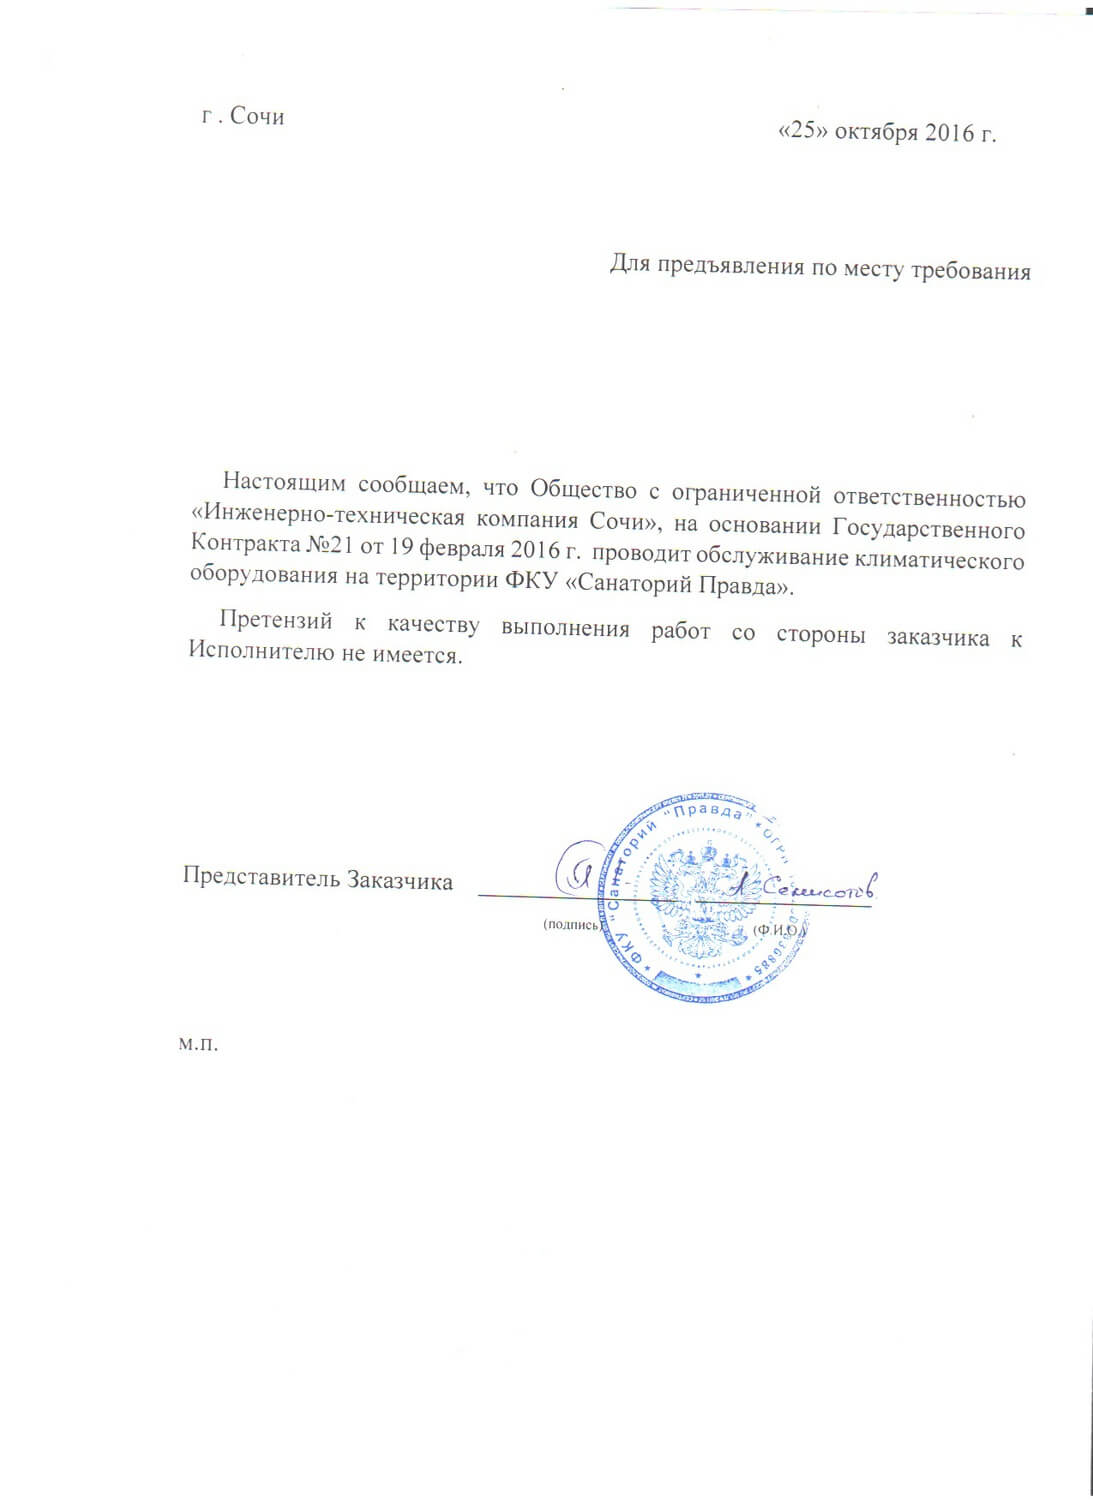 г . Сочи
«25» октября 2016 г.
Для предъявления по месту требования
Настоящим сообщаем, что Общество с ограниченной ответственностью
«Инженерно-техническая компания Сочи», на основании Государственного
Контракта №21 от 19 февраля 2016 г. проводит обслуживание климатического
оборудования на территории ФКУ «Санаторий Правда».
Претензий к качеству выполнения работ со стороны заказчика к
Исполнителю не имеется.
Представитель Заказчика
(подпись)
(Ф.И.О.)
* ФКУ "Санаторий "Правда" * ОГРН
м.п.